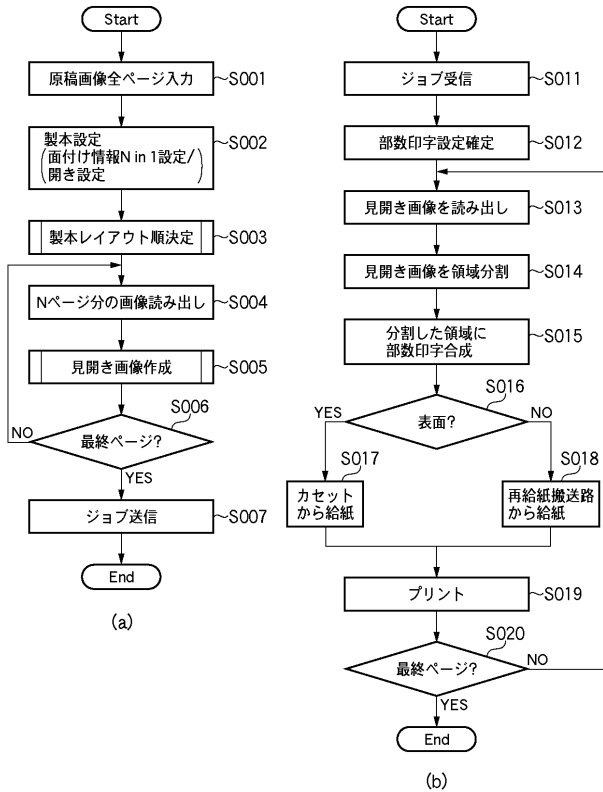 Start
原稿画像全ページ入力
S001
製本設定
(面付け情報N in 1設定/
開き設定)
S002
製本レイアウト順決定
S003
Nページ分の画像読み出し
S004
見開き画像作成
S005
S006
最終ページ?
NO
YES
ジョブ送信
S007
End
(a)
Start
ジョブ受信
S011
部数印字設定確定
S012
見開き画像を読み出し
S013
見開き画像を領域分割
S014
分割した領域に
部数印字合成
S015
S016
表面?
YES
NO
S017
カセット
から給紙
S018
再給紙搬送路
から給紙
プリント
S019
S020
最終ページ?
NO
YES
End
(b)